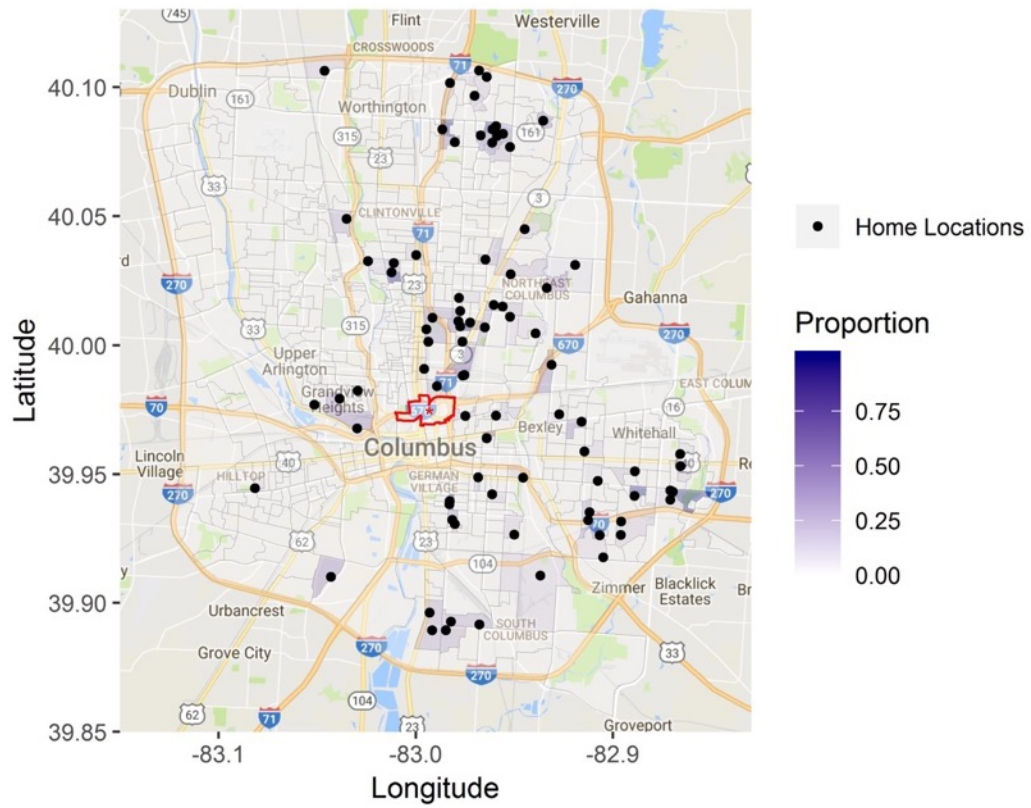 745
Flint
Westerville
CROSSWOODS
71
270
40.10
Dublin
161
Worthington
315
161
23
33
3
40.05
CLINTONVILLE
71
Home Locations
d
270
23
NORTHEAST
COLUMBUS
Gahanna
Proportion
315
33
270
40.00
670
3
Upper
Arlington
71
EAST COLUM
Grandview
Heights
70
16
0.75
Latitude
Columbus
Bexley
Whitehall
Lincoln
Village
40
40
HILLTOP
GERMAN
VILLAGE
0.50
39.95
270
270
70
0.25
62
23
104
y
0.00
Zimmer
Blacklick
Estates
Br
39.90
Urbancrest
SOUTH
COLUMBUS
Grove City
270
33
270
104
62
71
23
Groveport
39.85
-83.1
-83.0
-82.9
Longitude